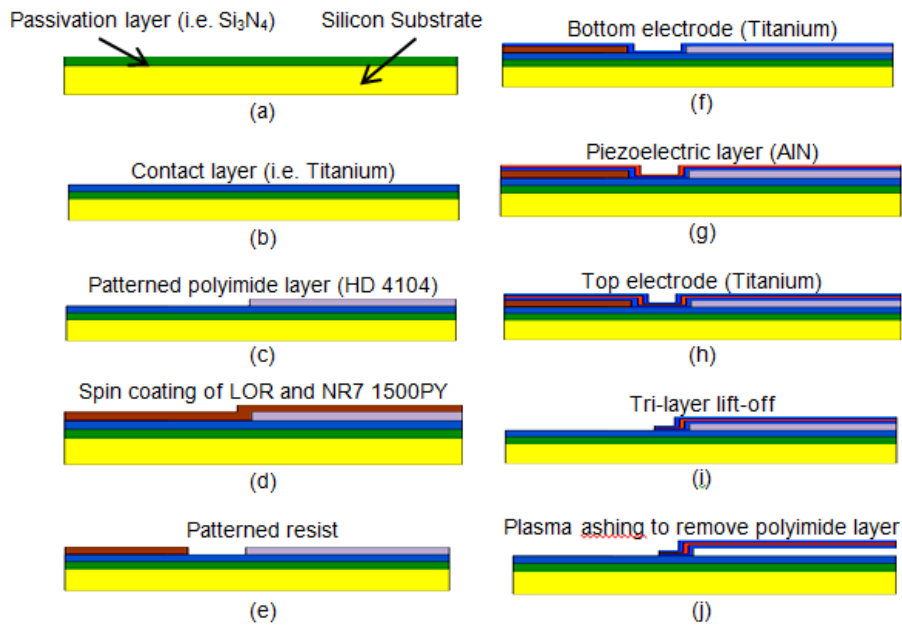 Passivation layer (i.e. Si₃N₄)
Silicon Substrate
(a)
Contact layer (i.e. Titanium)
(b)
Patterned polyimide layer (HD 4104)
(c)
Spin coating of LOR and NR7 1500PY
(d)
Patterned resist
(e)
Bottom electrode (Titanium)
(f)
Piezoelectric layer (AlN)
(g)
Top electrode (Titanium)
(h)
Tri-layer lift-off
(i)
Plasma ashing to remove polyimide layer
(j)